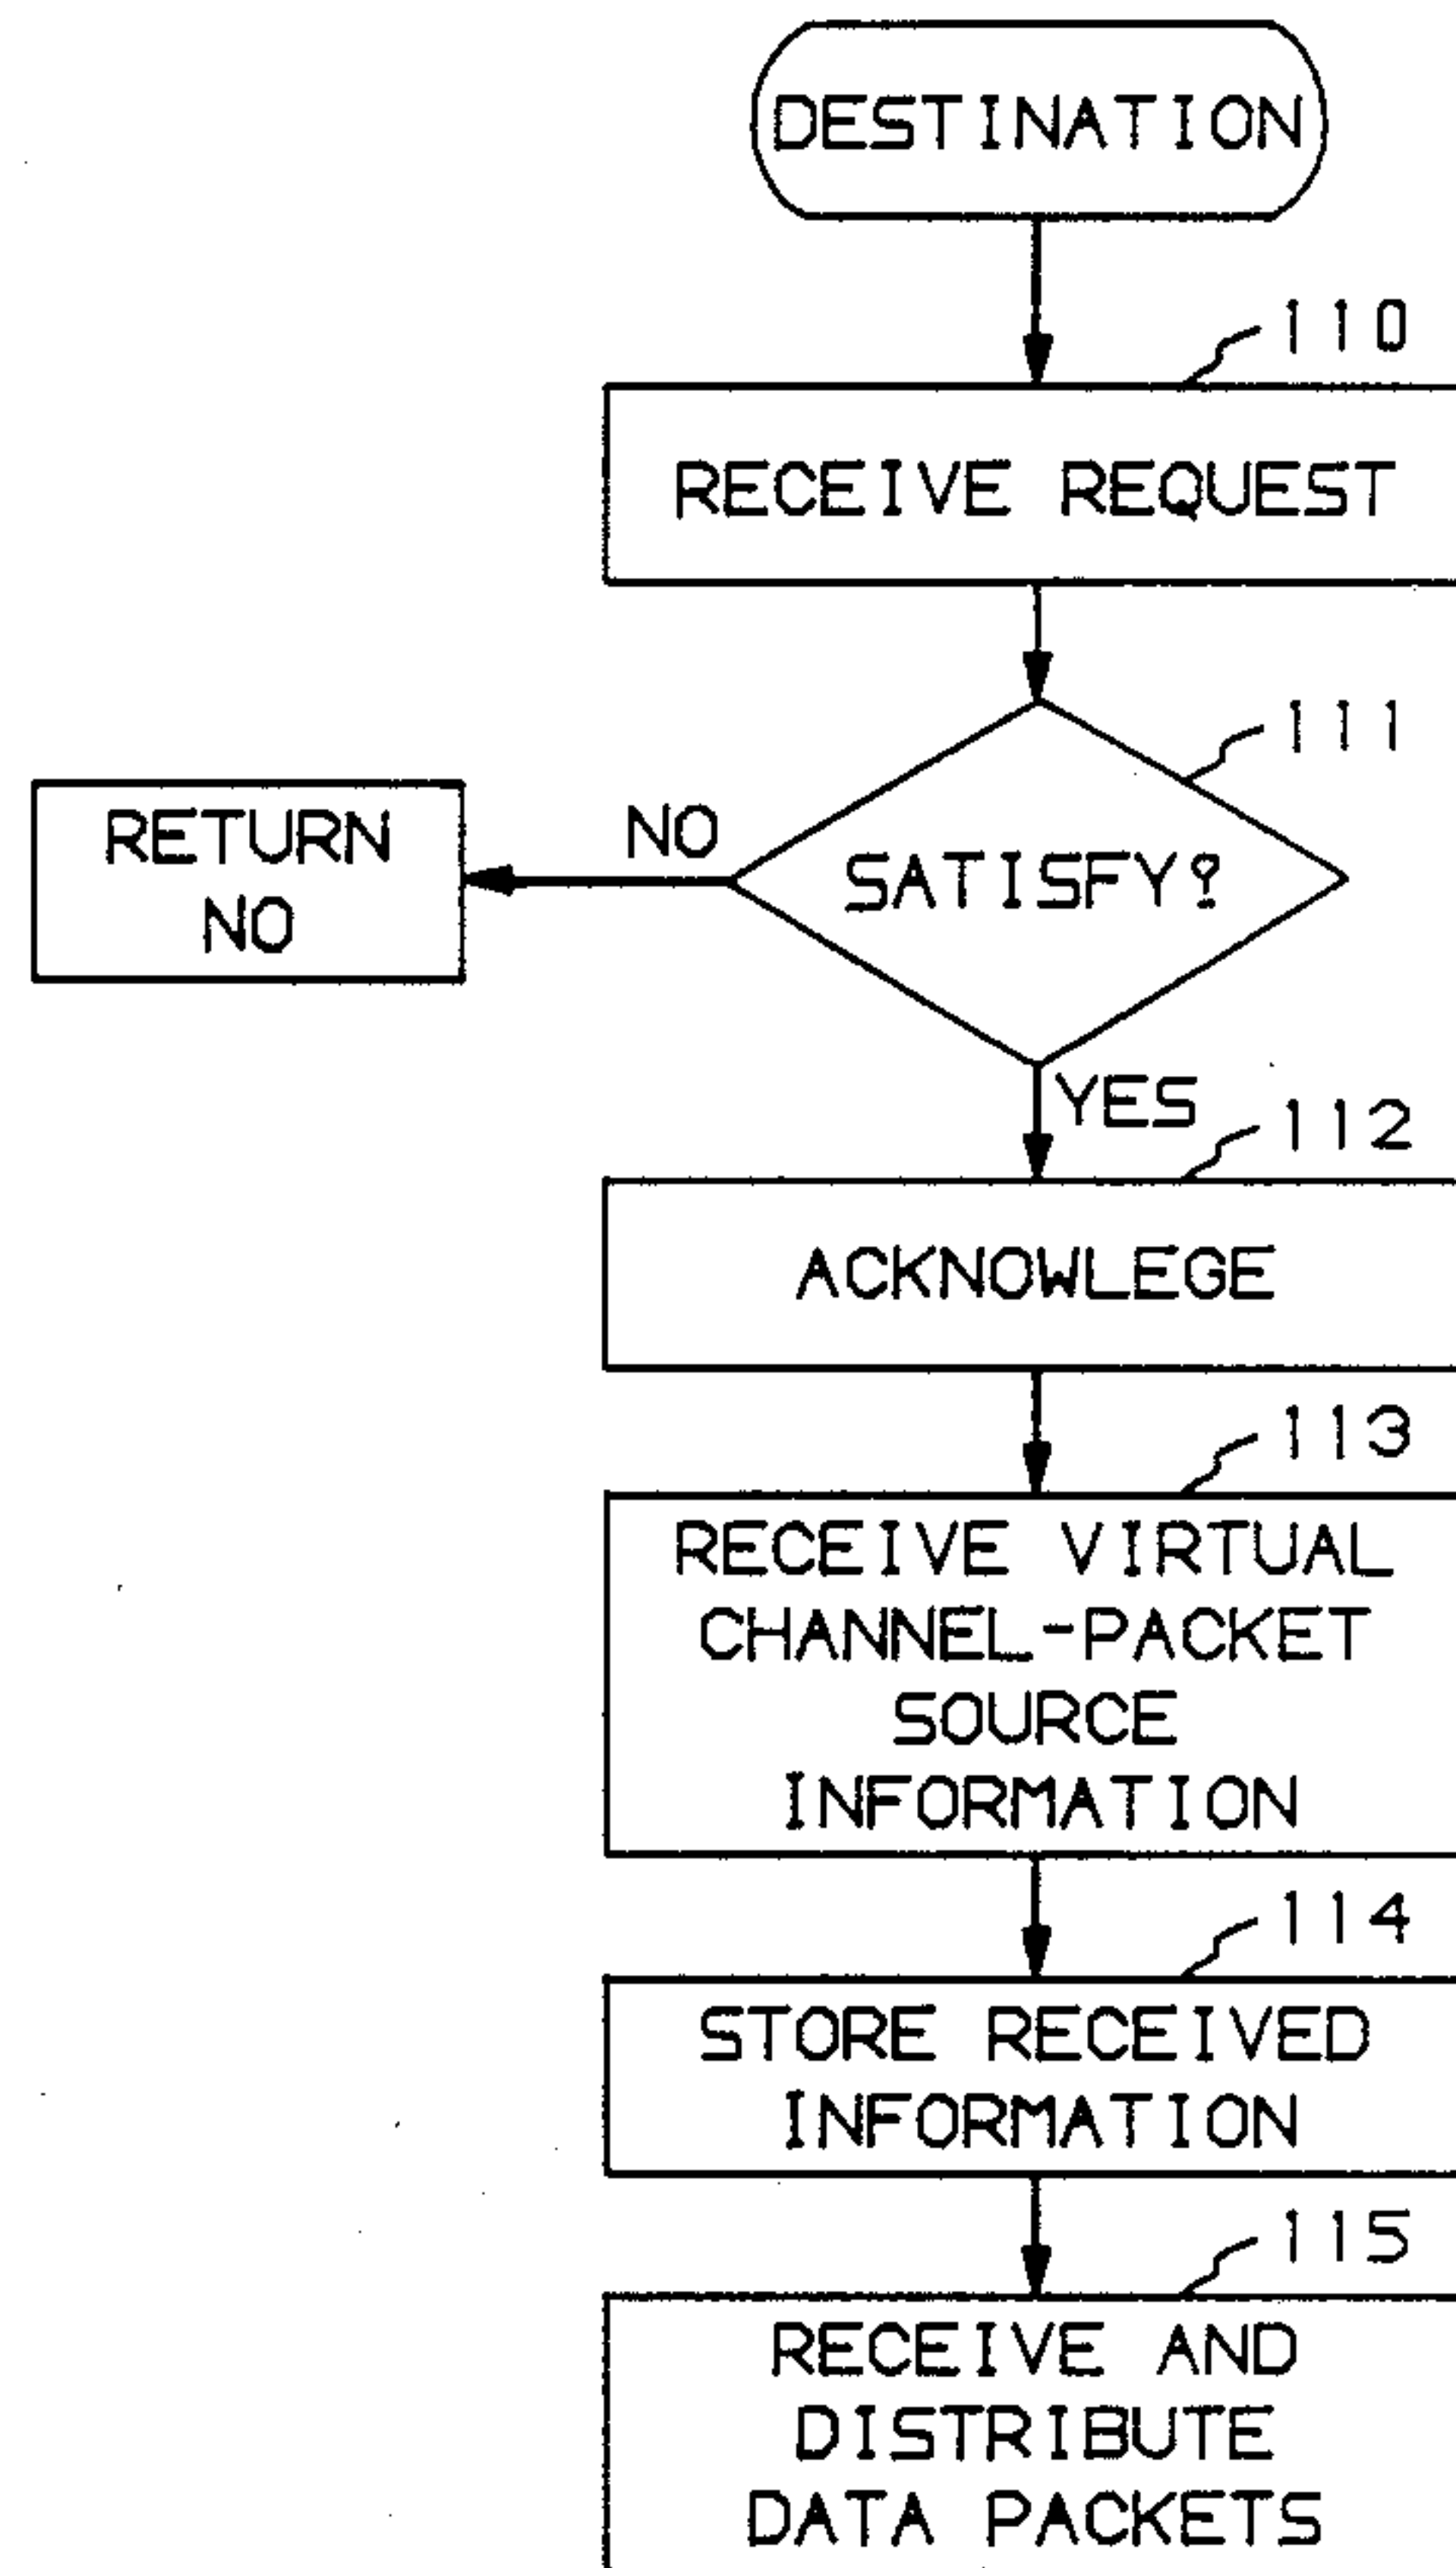 DESTINATION
110
RECEIVE REQUEST
111
SATISFY?
NO
RETURN
NO
YES
112
ACKNOWLEGE
113
RECEIVE VIRTUAL
CHANNEL-PACKET
SOURCE
INFORMATION
114
STORE RECEIVED
INFORMATION
115
RECEIVE AND
DISTRIBUTE
DATA PACKETS